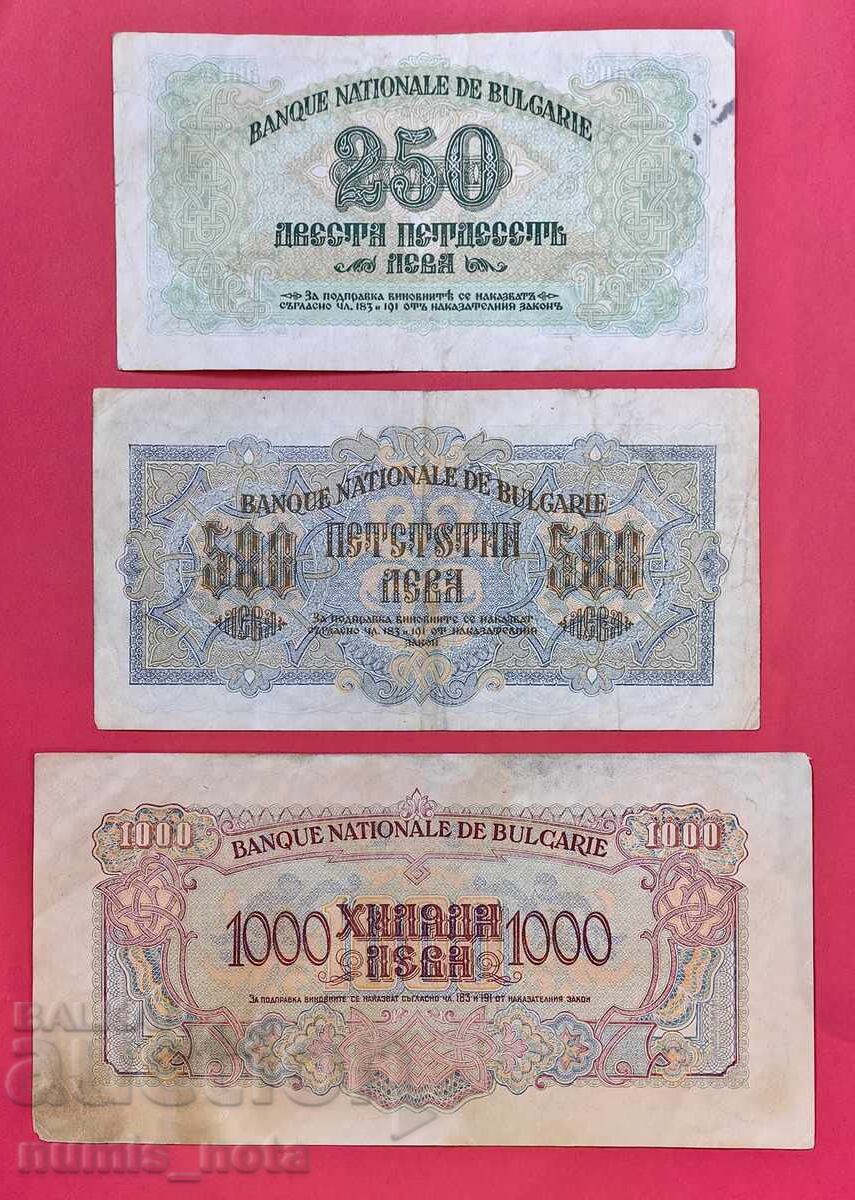 BANQUE NATIONALE DE BULGARIE
250
ДВЕСТА ПЕТДЕСЕТЬ
ЛЕВА
За подправка виновнитѣ се наказватъ
съгласно чл. 183 и 191 отъ наказателния законъ
BANQUE NATIONALE DE BULGARIE
500 ПЕТСТОТИН 500
ЛЕВА ЛЕВА ЛЕВА
За подправка виновните се наказват
съгласно чл. 183 и 191 от наказателния
закон
1000 1000
BANQUE NATIONALE DE BULGARIE
1000 ХИЛЯДА 1000
ЛЕВА
За подправка виновните се наказват съгласно чл. 183 и 191 от наказателния закон
auction
numis_nota